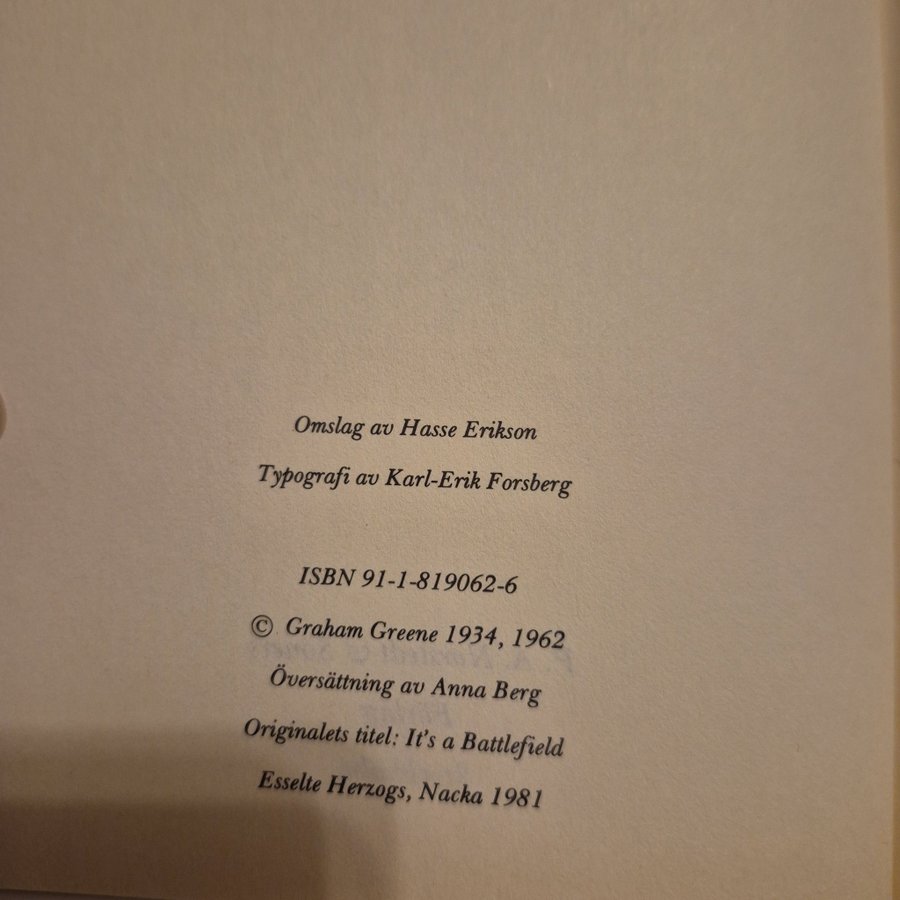 Omslag av Hasse Erikson
Typografi av Karl-Erik Forsberg
ISBN 91-1-819062-6
© Graham Greene 1934, 1962
Översättning av Anna Berg
Originalets titel: It's a Battlefield
Esselte Herzogs, Nacka 1981